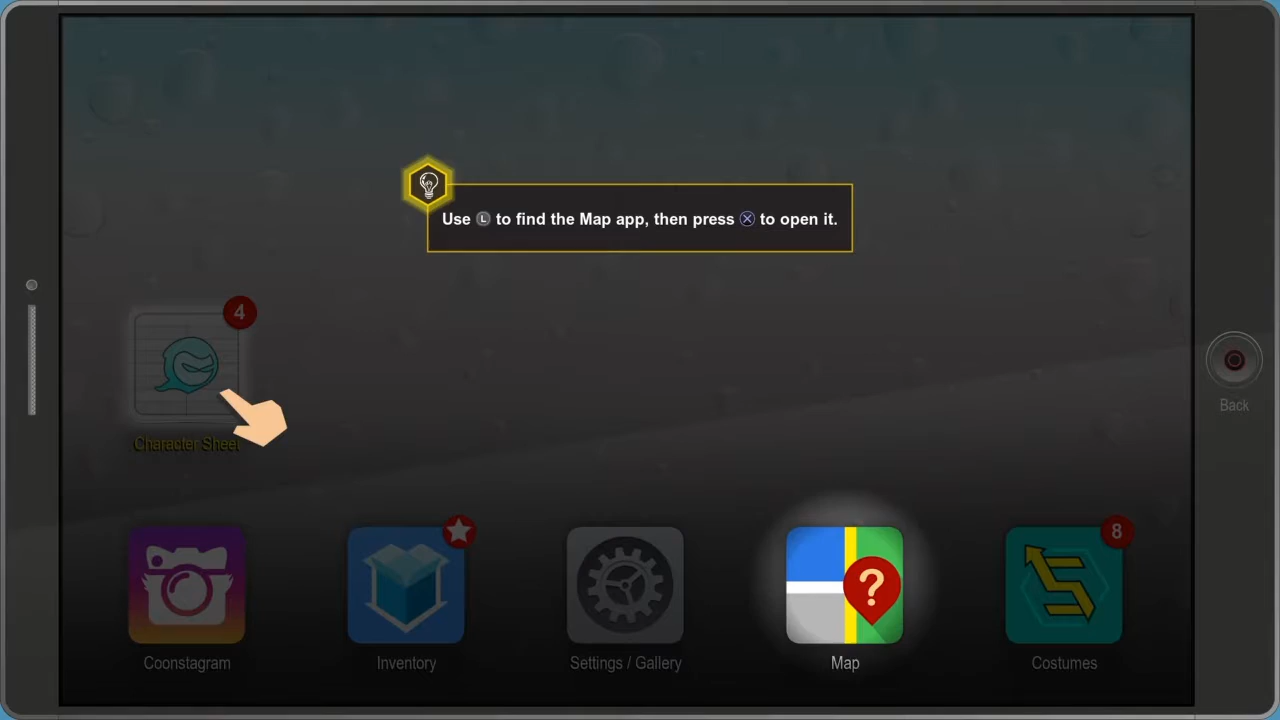 Use L to find the Map app, then press X to open it.
4
Character Sheet
Back
8
?
Coonstagram
Inventory
Settings / Gallery
Map
Costumes